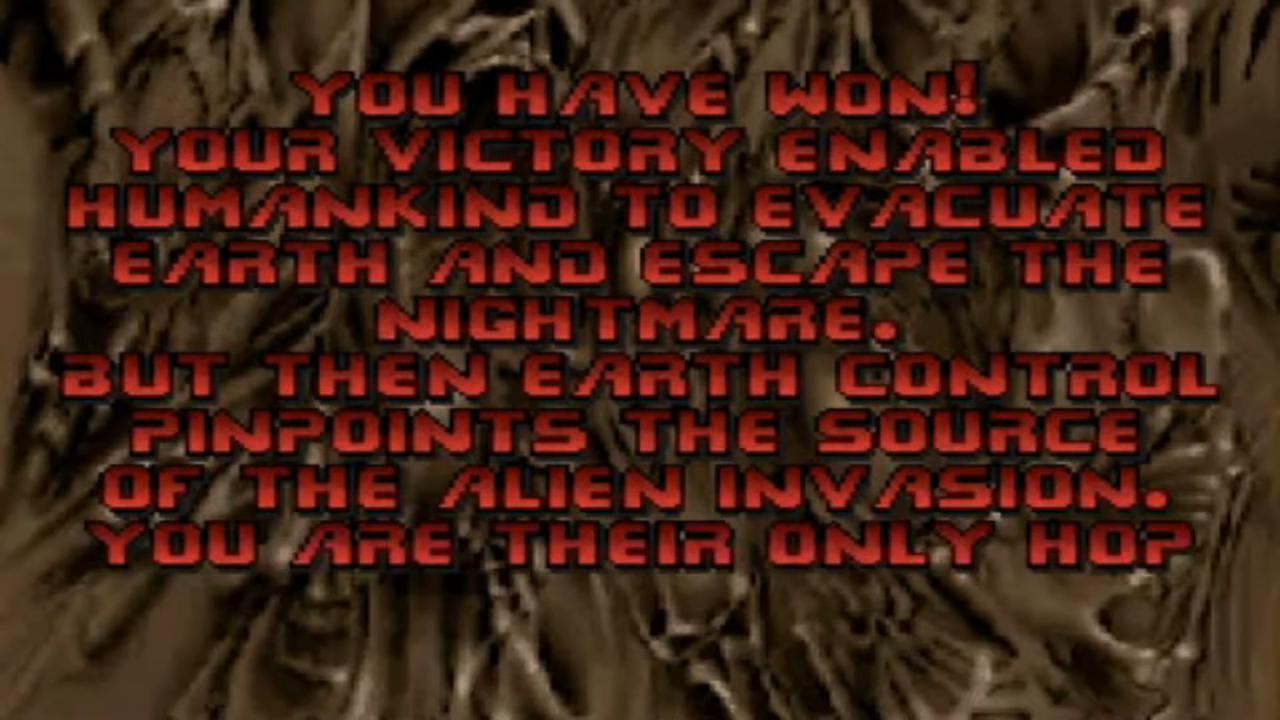 YOU HAVE WON!
YOUR VICTORY ENABLED
HUMANKIND TO EVACUATE
EARTH AND ESCAPE THE
NIGHTMARE.
BUT THEN EARTH CONTROL
PINPOINTS THE SOURCE
OF THE ALIEN INVASION.
YOU ARE THEIR ONLY HOP